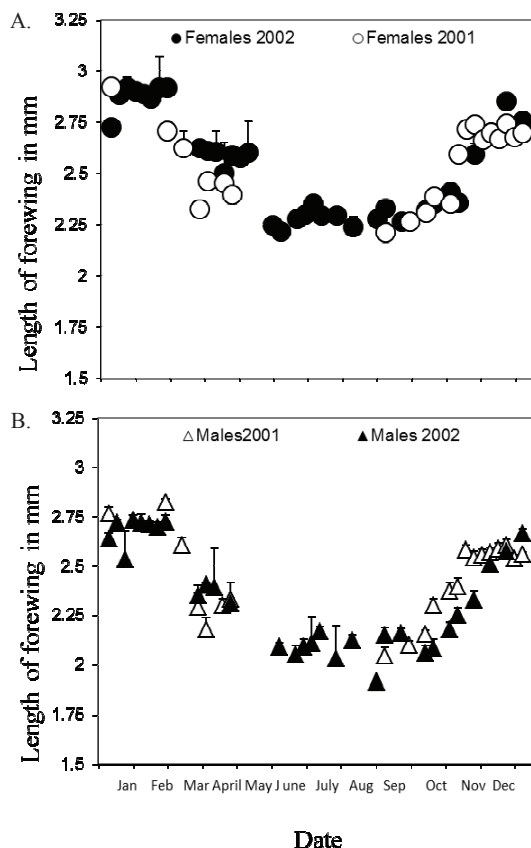 A.
● Females 2002 ○ Females 2001
3.25
3
2.75
2.5
2.25
2
1.75
1.5
Length of forewing in mm
B.
△ Males2001 ▲ Males 2002
3.25
3
2.75
2.5
2.25
2
1.75
1.5
Length of forewing in mm
Jan Feb Mar April May June July Aug Sep Oct Nov Dec
Date